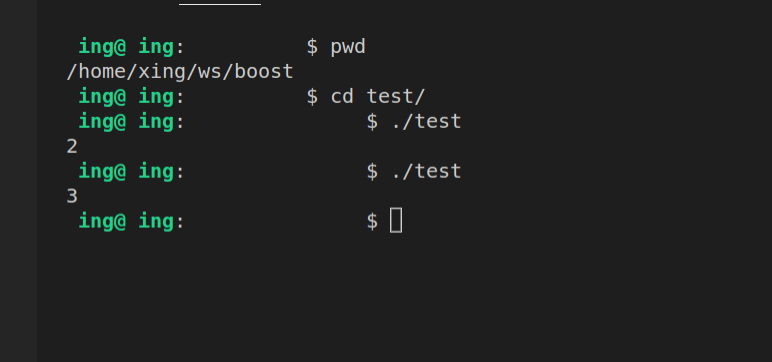 ing@ ing: $ pwd
/home/xing/ws/boost
ing@ ing: $ cd test/
ing@ ing: $ ./test
2
ing@ ing: $ ./test
3
ing@ ing: $